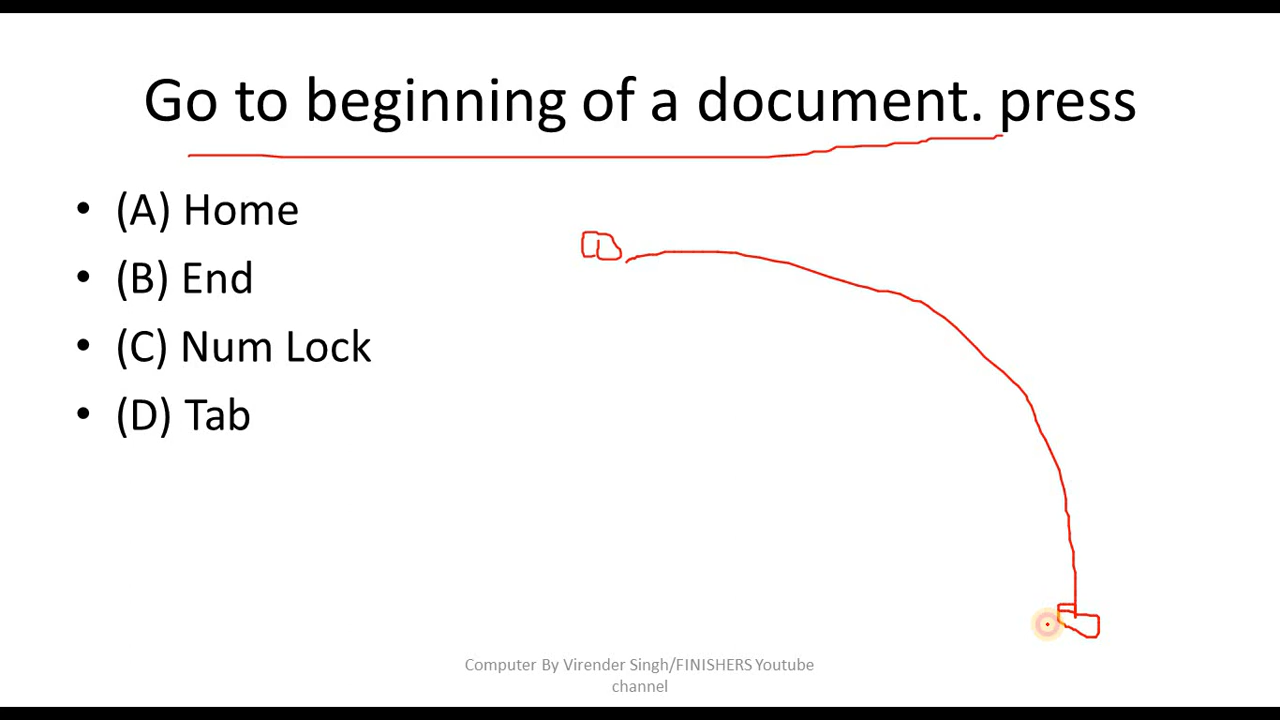 Go to beginning of a document. press
• (A) Home
• (B) End
• (C) Num Lock
• (D) Tab
Computer By Virender Singh/FINISHERS Youtube
channel